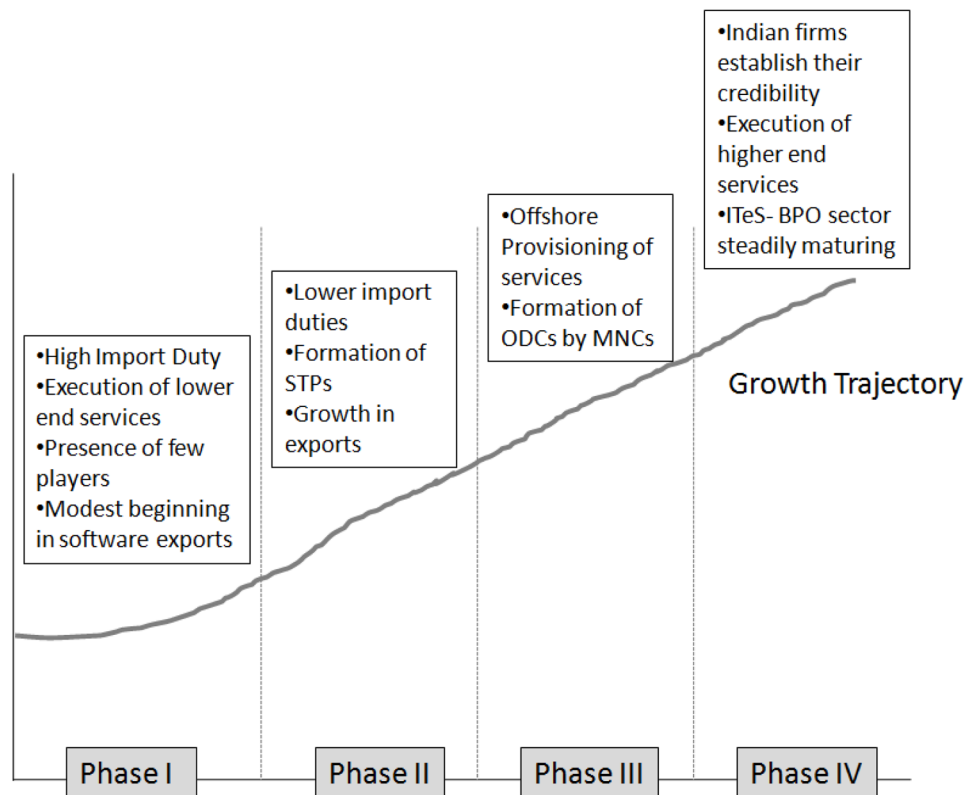 •High Import Duty
•Execution of lower
end services
•Presence of few
players
•Modest beginning
in software exports
•Lower import
duties
•Formation of
STPs
•Growth in
exports
•Offshore
Provisioning of
services
•Formation of
ODCs by MNCs
•Indian firms
establish their
credibility
•Execution of
higher end
services
•ITeS- BPO sector
steadily maturing
Growth Trajectory
Phase I
Phase II
Phase III
Phase IV